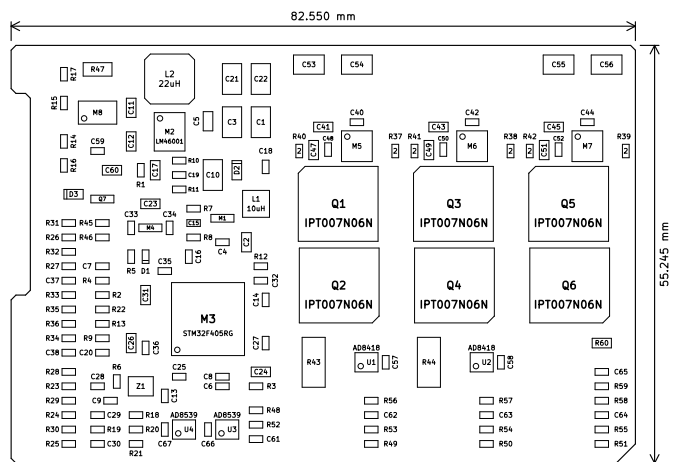 82.550 mm
R17 R47 L2 22uH C21 C22 C53 C54 C55 C56
R15 M8 C11 C5 C3 C1
M2 LM46001
C41 C40 C43 C42 C45 C44
R14 C59 C12
R40 C47 C48 M5 R37 R41 C49 C50 M6 R38 R42 C51 C52 M7 R39
2 2 2 2 2 2
R16 C60 R1 C17 R10 C19 R11 C10 D2 C18
D3 Q7 C23 R7 L1 10uH
Q1 IPT007N06N Q3 IPT007N06N Q5 IPT007N06N
R31 R45 C33 M4 C34 C15 M1
R26 R46 R8 C4 C2
R32 R5 D1 C35 C16 R12
R27 C7
C37 R4 C32
Q2 IPT007N06N Q4 IPT007N06N Q6 IPT007N06N
R33 R2 C31 C14
R35 R22 M3 STM32F405RG
R36 R13
R34 R9 C26 C36 C27
C38 C20
55.245 mm
R43 AD8418 U1 C57 R44 AD8418 U2 C58 R60
R28 R6 C25 C8 C24 C65
R23 C28 Z1 C6 R3 R59
R29 C9 C13 R56 R57 R58
R24 C29 R18 AD8539 AD8539 R48 C62 C63 C64
R30 R19 R20 U4 U3 R52 R53 R54 R55
R25 C30 R21 C67 C66 C61 R49 R50 R51